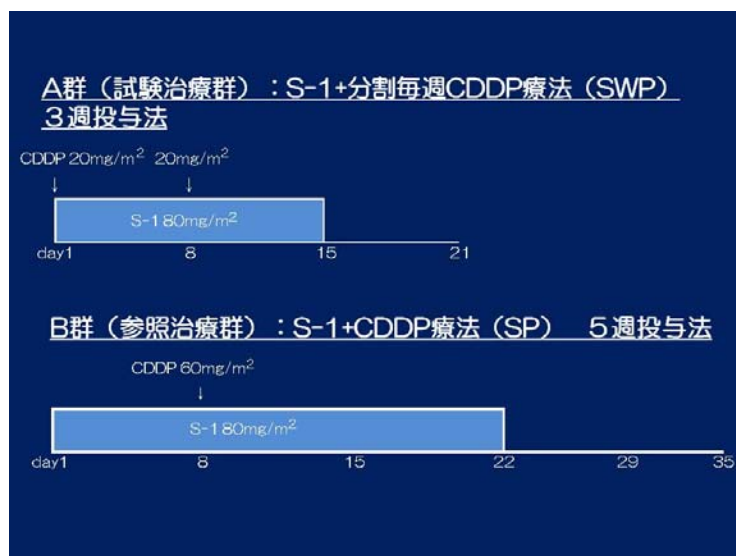 A群（試験治療群）：S-1+分割毎週CDDP療法（SWP）
３週投与法
CDDP 20mg/m² 20mg/m²
↓ ↓
S-1 80mg/m²
day1 8 15 21
B群（参照治療群）：S-1+CDDP療法（SP）　５週投与法
CDDP 60mg/m²
↓
S-1 80mg/m²
day1 8 15 22 29 35